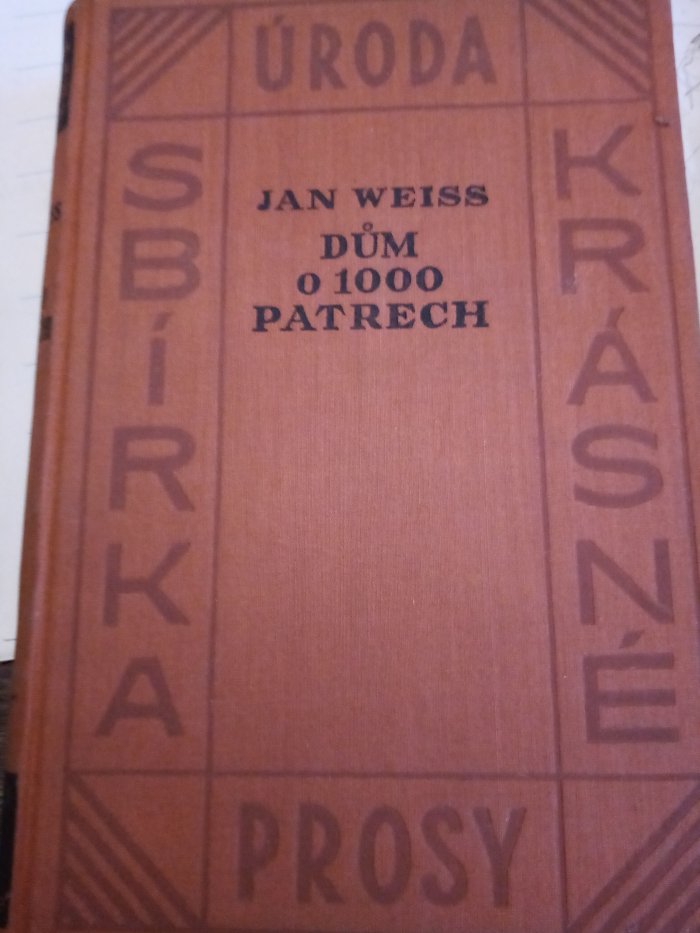 ÚRODA
SBÍRKA
KRÁSNÉ
PROSY
JAN WEISS
DŮM
O 1000
PATRECH